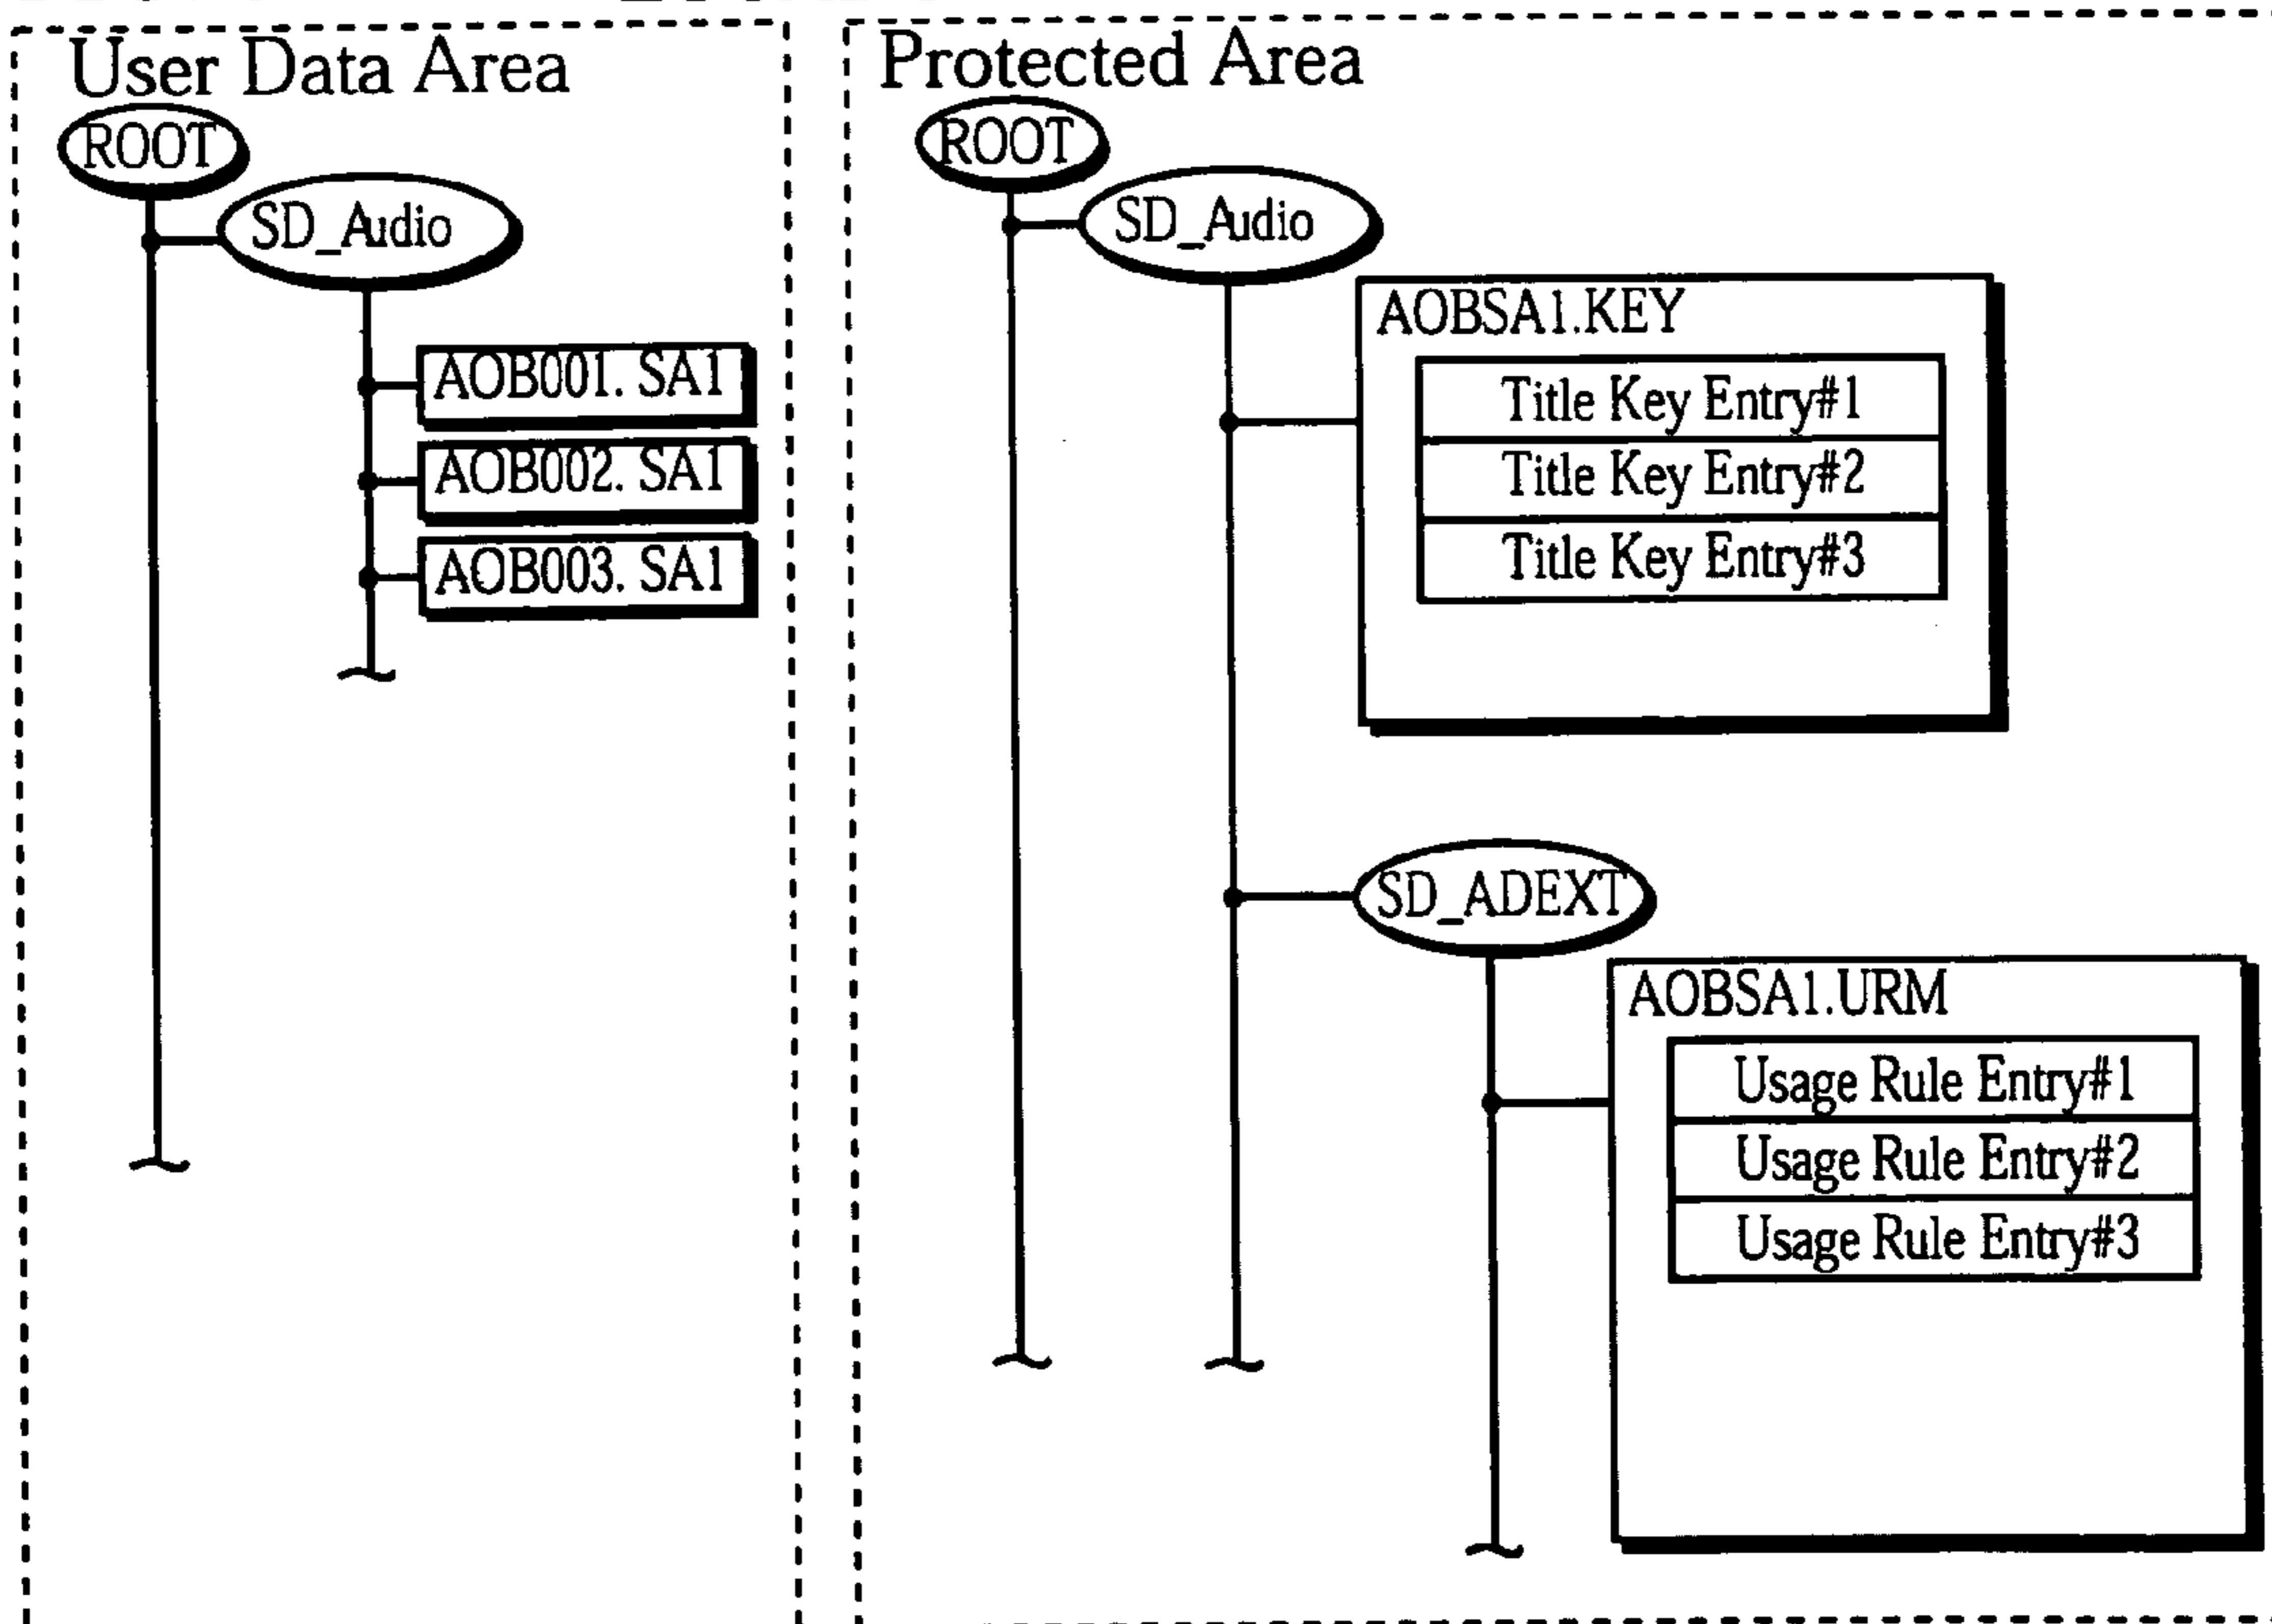 User Data Area
ROOT
SD_Audio
AOB001. SA1
AOB002. SA1
AOB003. SA1
Protected Area
ROOT
SD_Audio
AOBSA1.KEY
Title Key Entry#1
Title Key Entry#2
Title Key Entry#3
SD_ADEXT
AOBSA1.URM
Usage Rule Entry#1
Usage Rule Entry#2
Usage Rule Entry#3